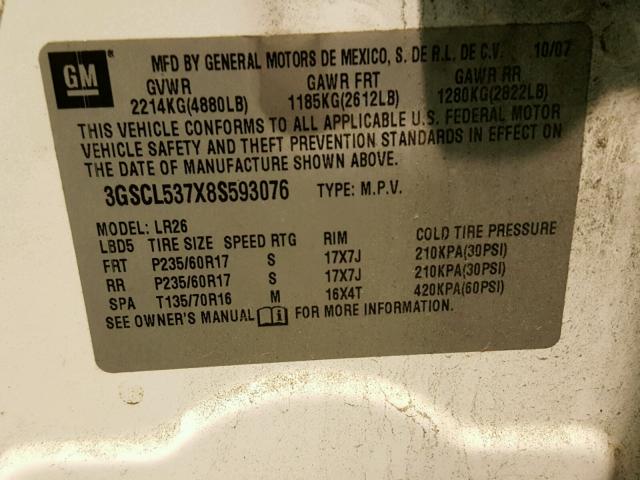 GM
MFD BY GENERAL MOTORS DE MEXICO, S. DE R.L. DE C.V. 10/07
GVWR GAWR FRT GAWR RR
2214KG(4880LB) 1185KG(2612LB) 1280KG(2822LB)
THIS VEHICLE CONFORMS TO ALL APPLICABLE U.S. FEDERAL MOTOR
VEHICLE SAFETY AND THEFT PREVENTION STANDARDS IN EFFECT ON
THE DATE OF MANUFACTURE SHOWN ABOVE.
3GSCL537X8S593076 TYPE: M.P.V.
MODEL: LR26
LBD5 TIRE SIZE SPEED RTG RIM COLD TIRE PRESSURE
FRT P235/60R17 S 17X7J 210KPA(30PSI)
RR P235/60R17 S 17X7J 210KPA(30PSI)
SPA T135/70R16 M 16X4T 420KPA(60PSI)
SEE OWNER'S MANUAL FOR MORE INFORMATION.